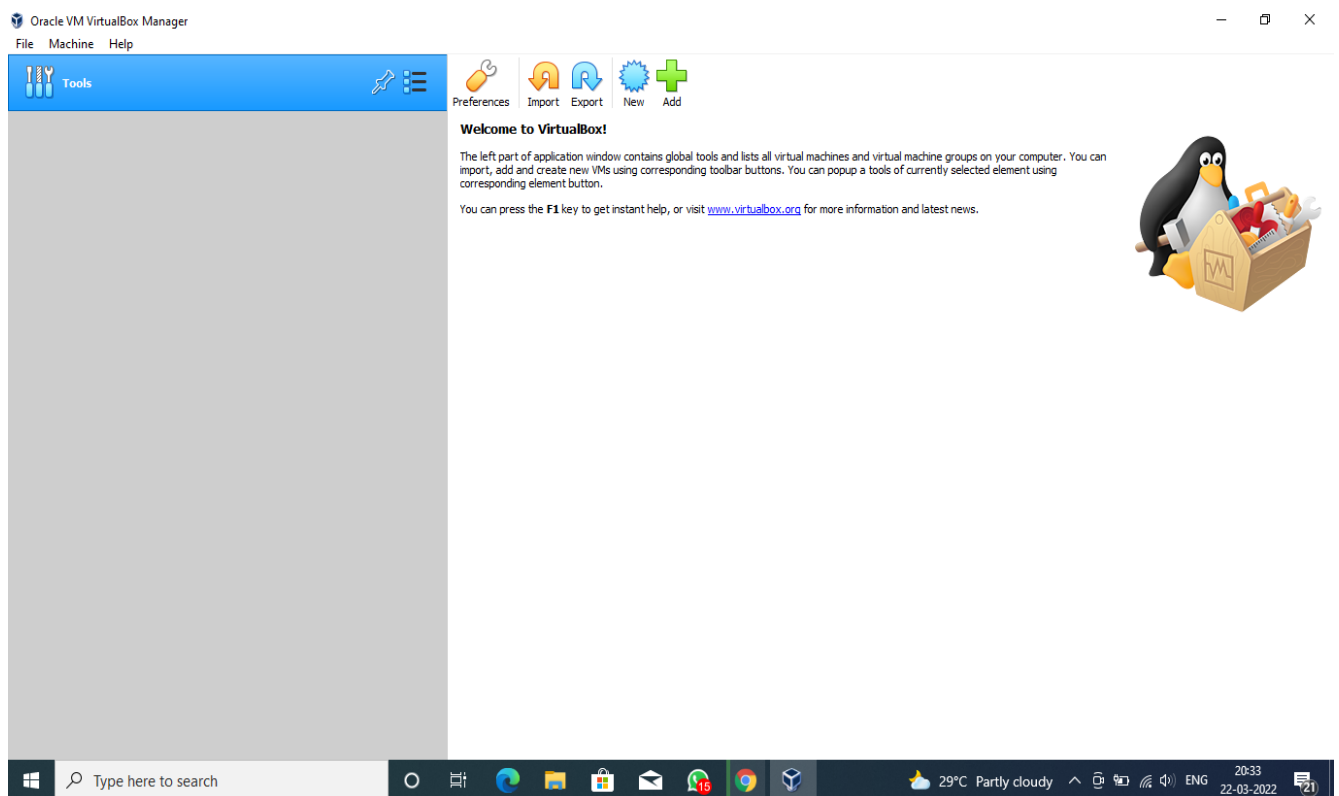 Oracle VM VirtualBox Manager
File Machine Help
Tools
Preferences Import Export New Add
Welcome to VirtualBox!
The left part of application window contains global tools and lists all virtual machines and virtual machine groups on your computer. You can
import, add and create new VMs using corresponding toolbar buttons. You can popup a tools of currently selected element using
corresponding element button.
You can press the F1 key to get instant help, or visit www.virtualbox.org for more information and latest news.
Type here to search
15
29°C Partly cloudy
ENG
20:33
22-03-2022
21